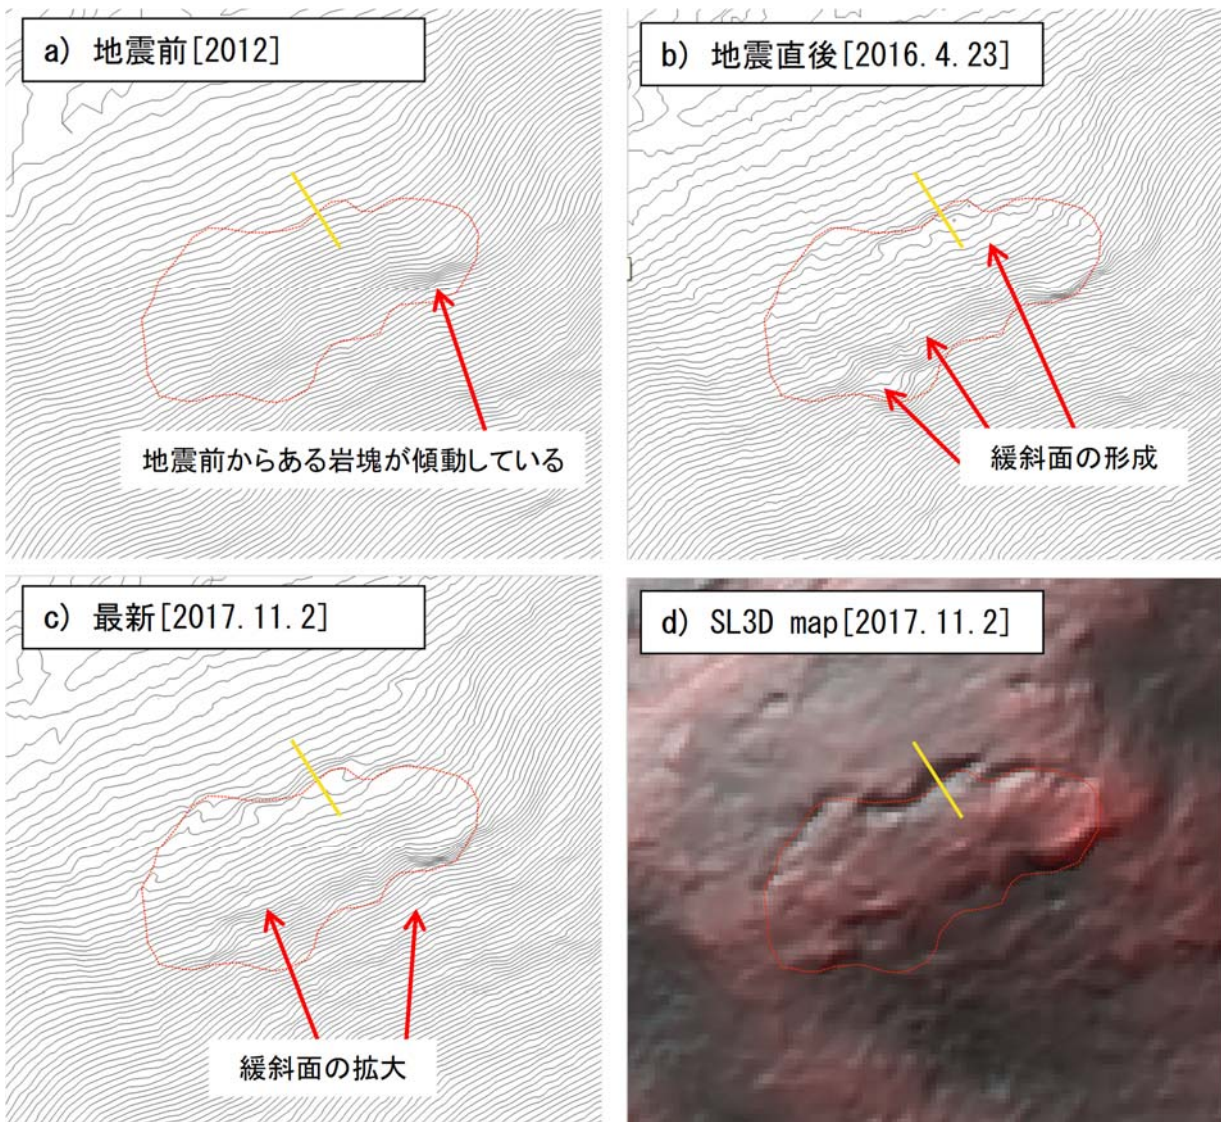 a) 地震前[2012]
b) 地震直後[2016.4.23]
地震前からある岩塊が傾動している
緩斜面の形成
c) 最新[2017.11.2]
d) SL3D map[2017.11.2]
緩斜面の拡大